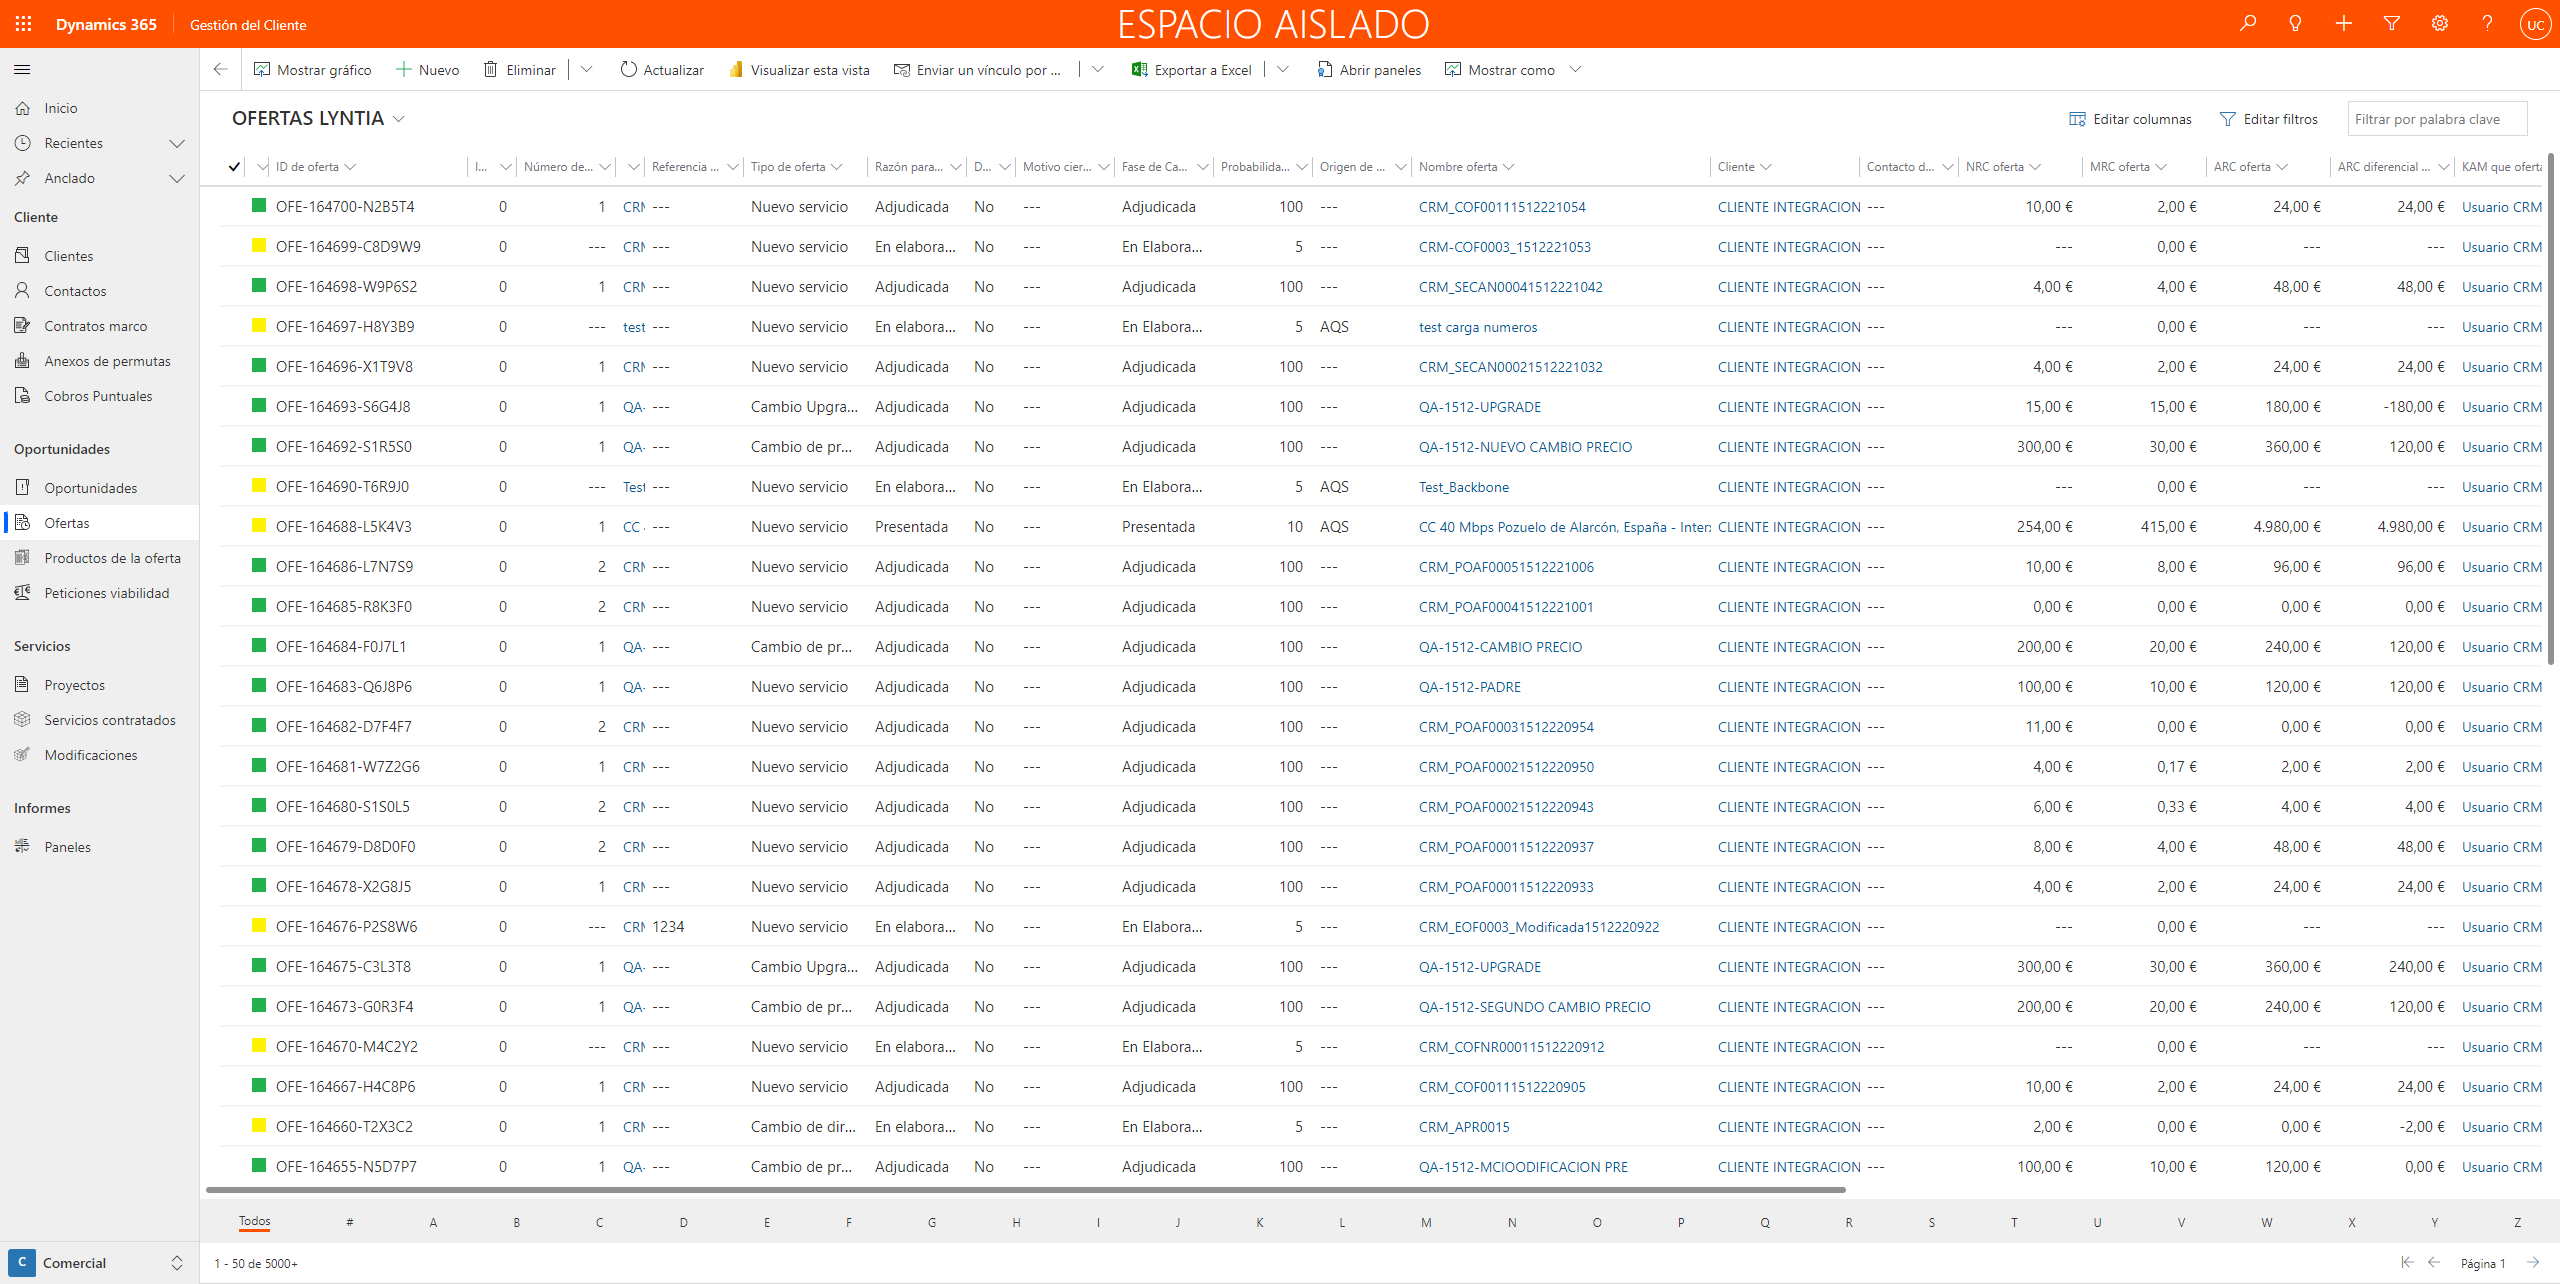 Dynamics 365 Gestión del Cliente ESPACIO AISLADO UC
Mostrar gráfico Nuevo Eliminar Actualizar Visualizar esta vista Enviar un vínculo por ... Exportar a Excel Abrir paneles Mostrar como
Inicio
Recientes
Anclado
Cliente
Clientes
Contactos
Contratos marco
Anexos de permutas
Cobros Puntuales
Oportunidades
Oportunidades
Ofertas
Productos de la oferta
Peticiones viabilidad
Servicios
Proyectos
Servicios contratados
Modificaciones
Informes
Paneles
C Comercial
OFERTAS LYNTIA Editar columnas Editar filtros Filtrar por palabra clave
ID de oferta I... Número de... Referencia ... Tipo de oferta Razón para... D... Motivo cier... Fase de Ca... Probabilida... Origen de ... Nombre oferta Cliente Contacto d... NRC oferta MRC oferta ARC oferta ARC diferencial ... KAM que oferta
OFE-164700-N2B5T4 0 1 CRM --- Nuevo servicio Adjudicada No --- Adjudicada 100 --- CRM_COF00111512221054 CLIENTE INTEGRACION --- 10,00 € 2,00 € 24,00 € 24,00 € Usuario CRM
OFE-164699-C8D9W9 0 --- CRM --- Nuevo servicio En elabora... No --- En Elabora... 5 --- CRM-COF0003_1512221053 CLIENTE INTEGRACION --- --- 0,00 € --- --- Usuario CRM
OFE-164698-W9P6S2 0 1 CRM --- Nuevo servicio Adjudicada No --- Adjudicada 100 --- CRM_SECAN00041512221042 CLIENTE INTEGRACION --- 4,00 € 4,00 € 48,00 € 48,00 € Usuario CRM
OFE-164697-H8Y3B9 0 --- test --- Nuevo servicio En elabora... No --- En Elabora... 5 AQS test carga numeros CLIENTE INTEGRACION --- --- 0,00 € --- --- Usuario CRM
OFE-164696-X1T9V8 0 1 CRM --- Nuevo servicio Adjudicada No --- Adjudicada 100 --- CRM_SECAN00021512221032 CLIENTE INTEGRACION --- 4,00 € 2,00 € 24,00 € 24,00 € Usuario CRM
OFE-164693-S6G4J8 0 1 QA- --- Cambio Upgra... Adjudicada No --- Adjudicada 100 --- QA-1512-UPGRADE CLIENTE INTEGRACION --- 15,00 € 15,00 € 180,00 € -180,00 € Usuario CRM
OFE-164692-S1R5S0 0 1 QA- --- Cambio de pr... Adjudicada No --- Adjudicada 100 --- QA-1512-NUEVO CAMBIO PRECIO CLIENTE INTEGRACION --- 300,00 € 30,00 € 360,00 € 120,00 € Usuario CRM
OFE-164690-T6R9J0 0 --- Test --- Nuevo servicio En elabora... No --- En Elabora... 5 AQS Test_Backbone CLIENTE INTEGRACION --- --- 0,00 € --- --- Usuario CRM
OFE-164688-L5K4V3 0 1 CC --- Nuevo servicio Presentada No --- Presentada 10 AQS CC 40 Mbps Pozuelo de Alarcón, España - Inter CLIENTE INTEGRACION --- 254,00 € 415,00 € 4.980,00 € 4.980,00 € Usuario CRM
OFE-164686-L7N7S9 0 2 CRM --- Nuevo servicio Adjudicada No --- Adjudicada 100 --- CRM_POAF00051512221006 CLIENTE INTEGRACION --- 10,00 € 8,00 € 96,00 € 96,00 € Usuario CRM
OFE-164685-R8K3F0 0 2 CRM --- Nuevo servicio Adjudicada No --- Adjudicada 100 --- CRM_POAF00041512221001 CLIENTE INTEGRACION --- 0,00 € 0,00 € 0,00 € 0,00 € Usuario CRM
OFE-164684-F0J7L1 0 1 QA- --- Cambio de pr... Adjudicada No --- Adjudicada 100 --- QA-1512-CAMBIO PRECIO CLIENTE INTEGRACION --- 200,00 € 20,00 € 240,00 € 120,00 € Usuario CRM
OFE-164683-Q6J8P6 0 1 QA- --- Nuevo servicio Adjudicada No --- Adjudicada 100 --- QA-1512-PADRE CLIENTE INTEGRACION --- 100,00 € 10,00 € 120,00 € 120,00 € Usuario CRM
OFE-164682-D7F4F7 0 2 CRM --- Nuevo servicio Adjudicada No --- Adjudicada 100 --- CRM_POAF00031512220954 CLIENTE INTEGRACION --- 11,00 € 0,00 € 0,00 € 0,00 € Usuario CRM
OFE-164681-W7Z2G6 0 1 CRM --- Nuevo servicio Adjudicada No --- Adjudicada 100 --- CRM_POAF00021512220950 CLIENTE INTEGRACION --- 4,00 € 0,17 € 2,00 € 2,00 € Usuario CRM
OFE-164680-S1S0L5 0 2 CRM --- Nuevo servicio Adjudicada No --- Adjudicada 100 --- CRM_POAF00021512220943 CLIENTE INTEGRACION --- 6,00 € 0,33 € 4,00 € 4,00 € Usuario CRM
OFE-164679-D8D0F0 0 2 CRM --- Nuevo servicio Adjudicada No --- Adjudicada 100 --- CRM_POAF00011512220937 CLIENTE INTEGRACION --- 8,00 € 4,00 € 48,00 € 48,00 € Usuario CRM
OFE-164678-X2G8J5 0 1 CRM --- Nuevo servicio Adjudicada No --- Adjudicada 100 --- CRM_POAF00011512220933 CLIENTE INTEGRACION --- 4,00 € 2,00 € 24,00 € 24,00 € Usuario CRM
OFE-164676-P2S8W6 0 --- CRM 1234 Nuevo servicio En elabora... No --- En Elabora... 5 --- CRM_EOF0003_Modificada1512220922 CLIENTE INTEGRACION --- --- 0,00 € --- --- Usuario CRM
OFE-164675-C3L3T8 0 1 QA- --- Cambio Upgra... Adjudicada No --- Adjudicada 100 --- QA-1512-UPGRADE CLIENTE INTEGRACION --- 300,00 € 30,00 € 360,00 € 240,00 € Usuario CRM
OFE-164673-G0R3F4 0 1 QA- --- Cambio de pr... Adjudicada No --- Adjudicada 100 --- QA-1512-SEGUNDO CAMBIO PRECIO CLIENTE INTEGRACION --- 200,00 € 20,00 € 240,00 € 120,00 € Usuario CRM
OFE-164670-M4C2Y2 0 --- CRM --- Nuevo servicio En elabora... No --- En Elabora... 5 --- CRM_COFNR00011512220912 CLIENTE INTEGRACION --- --- 0,00 € --- --- Usuario CRM
OFE-164667-H4C8P6 0 1 CRM --- Nuevo servicio Adjudicada No --- Adjudicada 100 --- CRM_COF00111512220905 CLIENTE INTEGRACION --- 10,00 € 2,00 € 24,00 € 24,00 € Usuario CRM
OFE-164660-T2X3C2 0 1 CRM --- Cambio de dir... En elabora... No --- En Elabora... 5 --- CRM_APR0015 CLIENTE INTEGRACION --- 2,00 € 0,00 € 0,00 € -2,00 € Usuario CRM
OFE-164655-N5D7P7 0 1 QA- --- Cambio de pr... Adjudicada No --- Adjudicada 100 --- QA-1512-MCIOODIFICACION PRE CLIENTE INTEGRACION --- 100,00 € 10,00 € 120,00 € 0,00 € Usuario CRM
Todos # A B C D E F G H I J K L M N O P Q R S T U V W X Y Z
1 - 50 de 5000+ Página 1